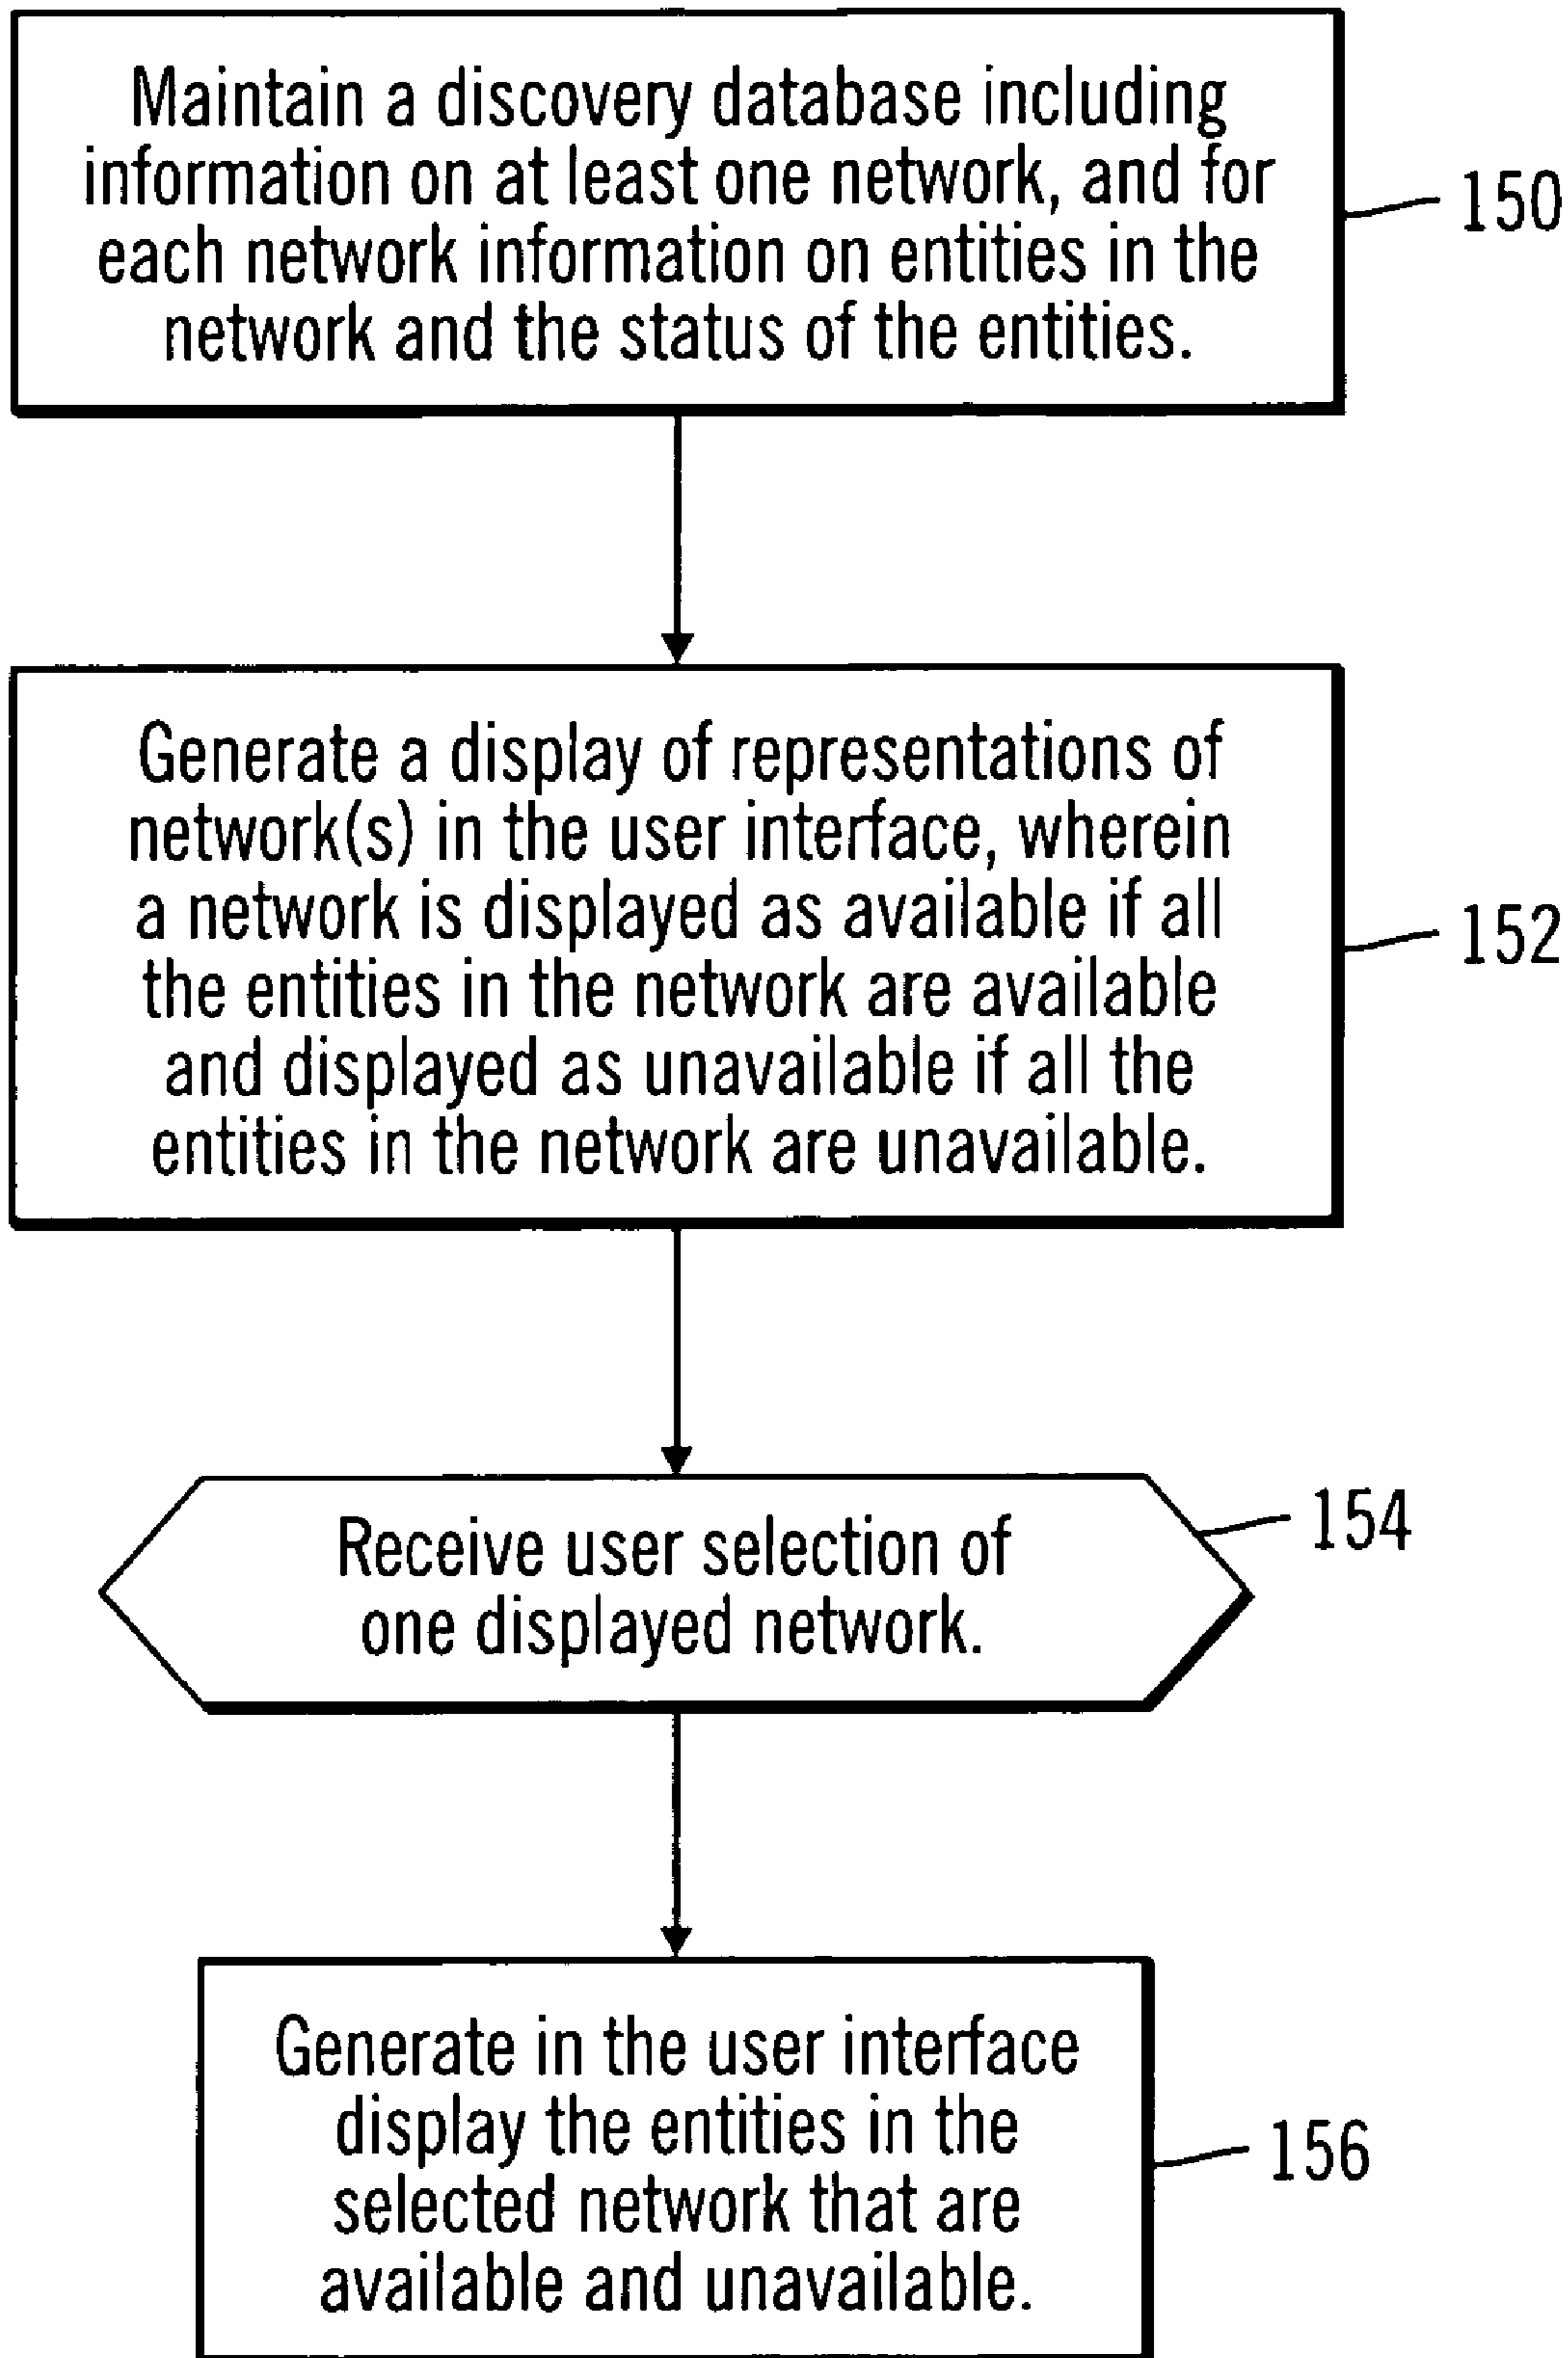 Maintain a discovery database including
information on at least one network, and for
each network information on entities in the
network and the status of the entities.
150
Generate a display of representations of
network(s) in the user interface, wherein
a network is displayed as available if all
the entities in the network are available
and displayed as unavailable if all the
entities in the network are unavailable.
152
Receive user selection of
one displayed network.
154
Generate in the user interface
display the entities in the
selected network that are
available and unavailable.
156